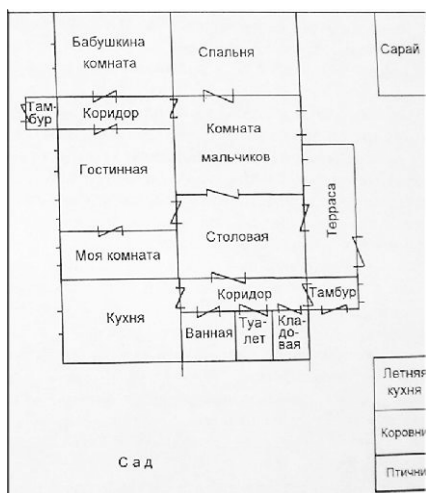 Бабушкина
комната
Спальня
Сарай
Там-
бур
Коридор
Комната
мальчиков
Гостинная
Терраса
Столовая
Моя комната
Коридор
Тамбур
Кухня
Ванная
Туа-
лет
Кла-
до-
вая
Летняя
кухня
Коровни
Птични
Сад